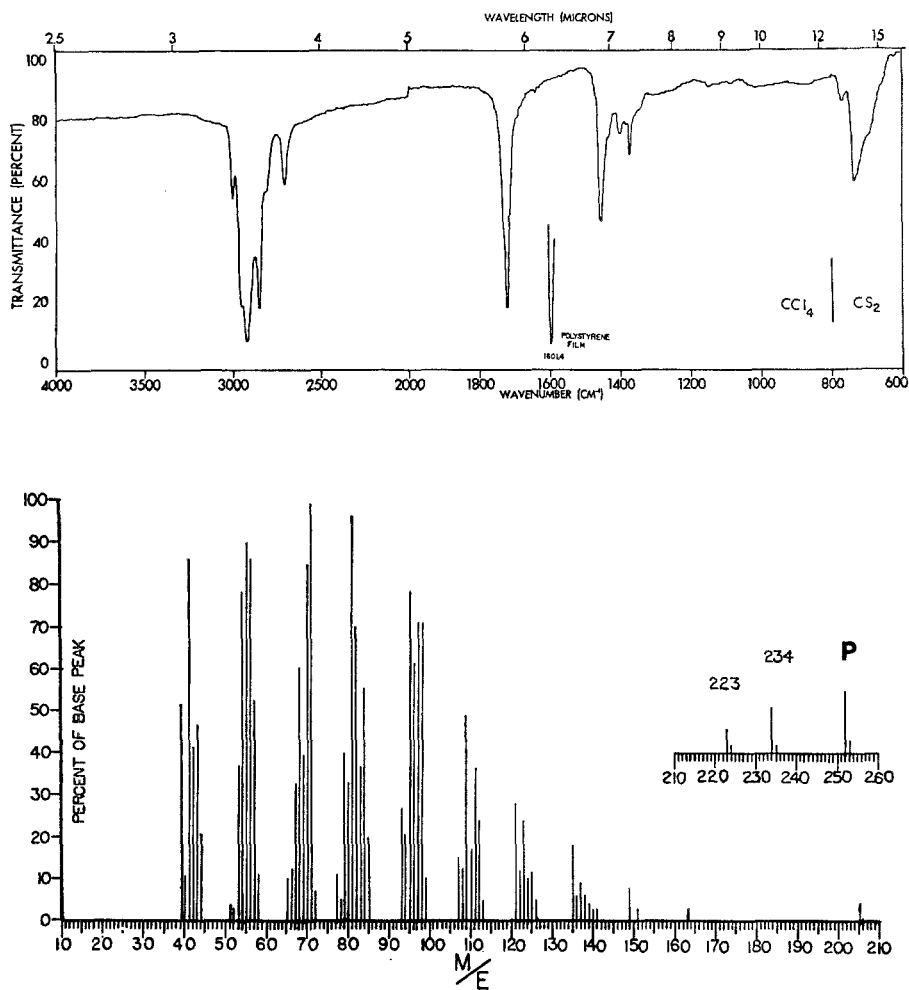 WAVELENGTH (MICRONS)
2.5 3 4 5 6 7 8 9 10 12 15
TRANSMITTANCE (PERCENT)
100
80
60
40
20
0
CCl4 CS2
POLYSTYRENE
FILM
1601.4
4000 3500 3000 2500 2000 1800 1600 1400 1200 1000 800 600
WAVENUMBER (CM-1)
PERCENT OF BASE PEAK
100
90
80
70
60
50
40
30
20
10
0
10 20 30 40 50 60 70 80 90 100 110 120 130 140 150 160 170 180 190 200 210
M/E
223 234 P
210 220 230 240 250 260